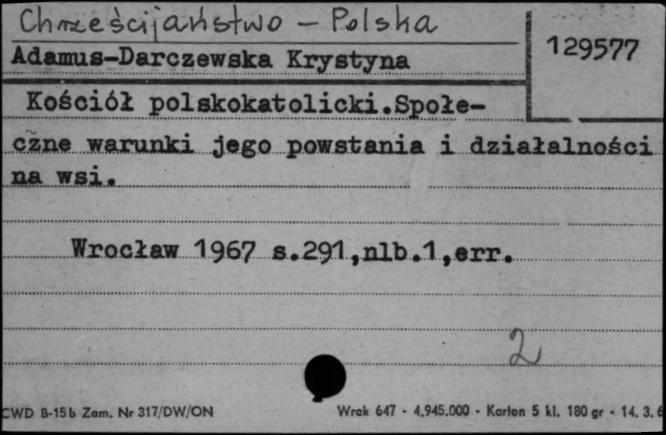 Chrześcijaństwo – Polska
129577
Adamus-Darczewska Krystyna
Kościół polskokatolicki.Społe-
czne warunki jego powstania i działalności
na wsi.
Wrocław 1967 s.291,nlb.1,err.
2
CWD B-15b Zam. Nr 317/DW/ON
Wrak 647 - 4.945.000 - Karton 5 kl. 180 gr - 14. 3. 6